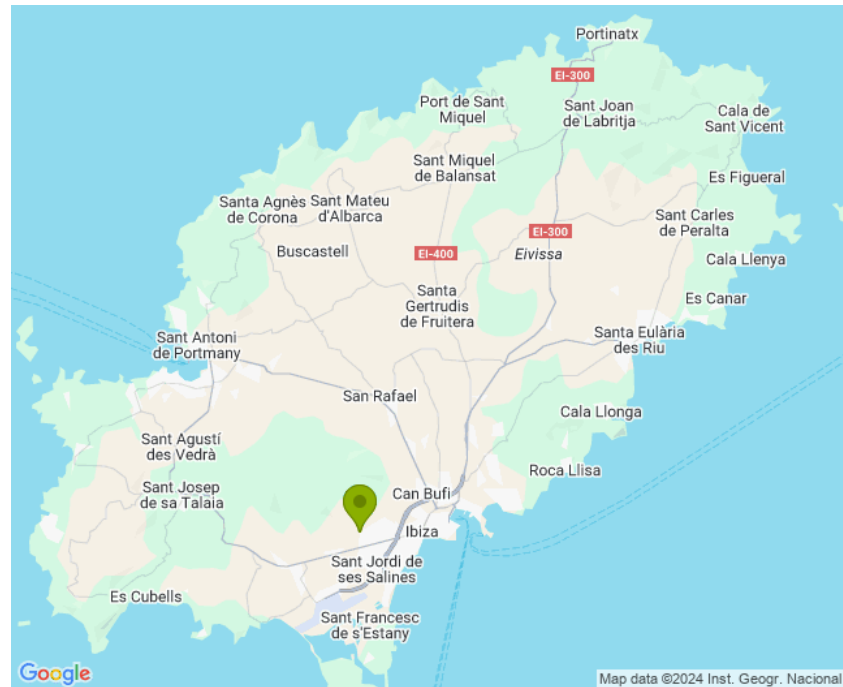 Portinatx
EI-300
Port de Sant
Miquel
Sant Joan
de Labritja
Cala de
Sant Vicent
Sant Miquel
de Balansat
Es Figueral
Santa Agnès
de Corona
Sant Mateu
d'Albarca
Sant Carles
de Peralta
EI-300
Buscastell
EI-400
Eivissa
Cala Llenya
Santa
Gertrudis
de Fruitera
Es Canar
Sant Antoni
de Portmany
Santa Eulària
des Riu
San Rafael
Cala Llonga
Sant Agustí
des Vedrà
Roca Llisa
Sant Josep
de sa Talaia
Can Bufi
Ibiza
Sant Jordi de
ses Salines
Es Cubells
Sant Francesc
de s'Estany
Google
Map data ©2024 Inst. Geogr. Nacional